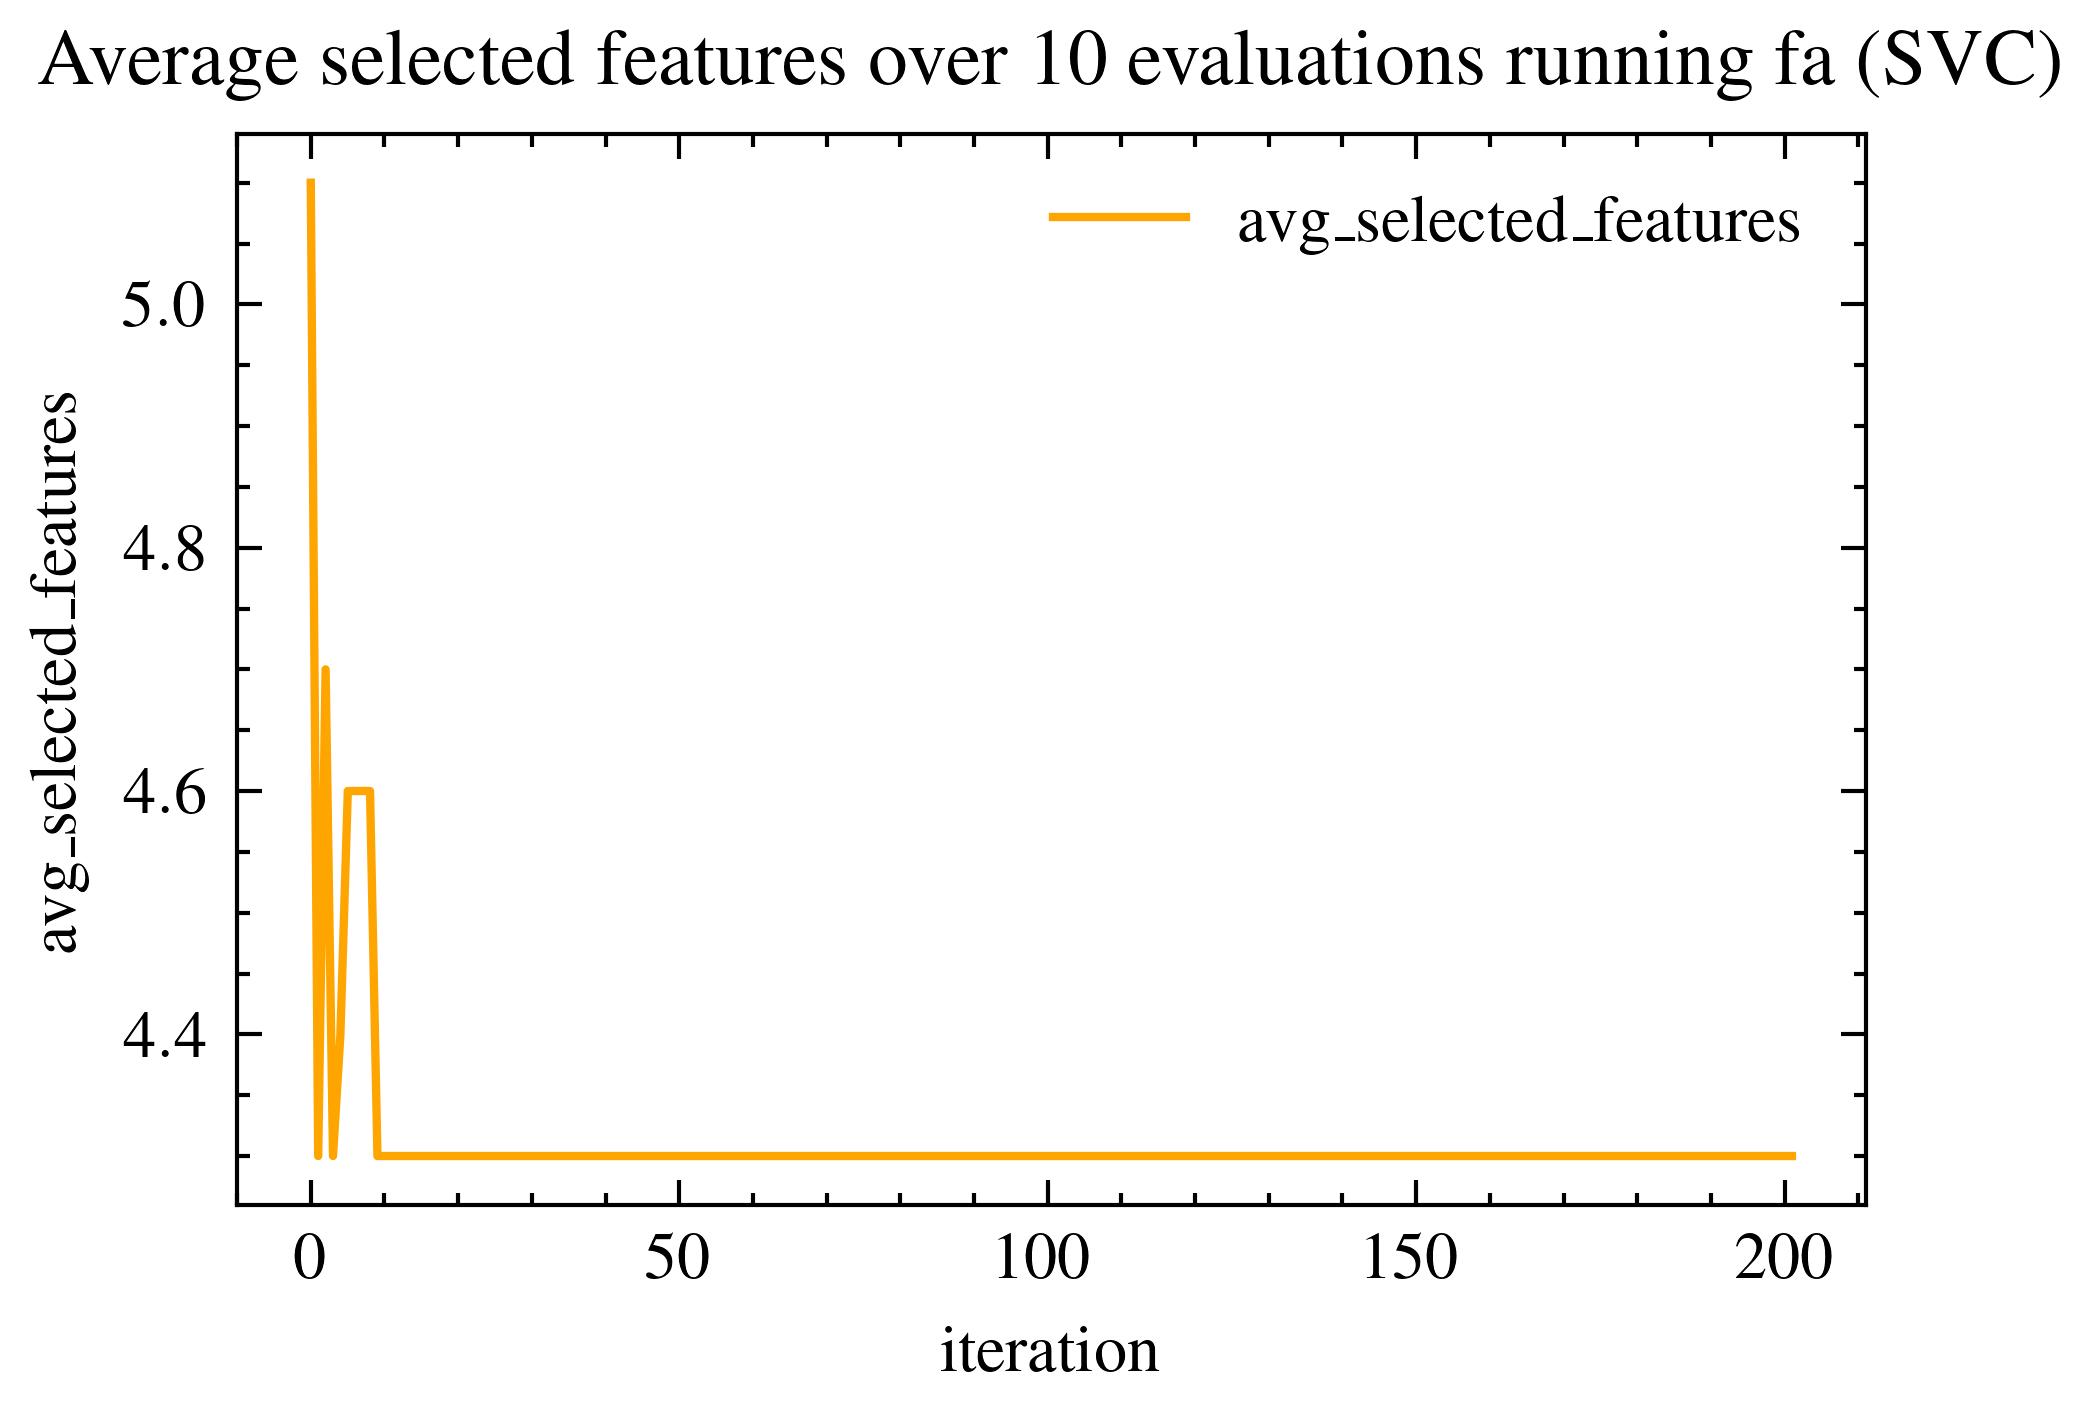 Average selected features over 10 evaluations running fa (SVC)
avg_selected_features
avg_selected_features
5.0
4.8
4.6
4.4
0 50 100 150 200
iteration